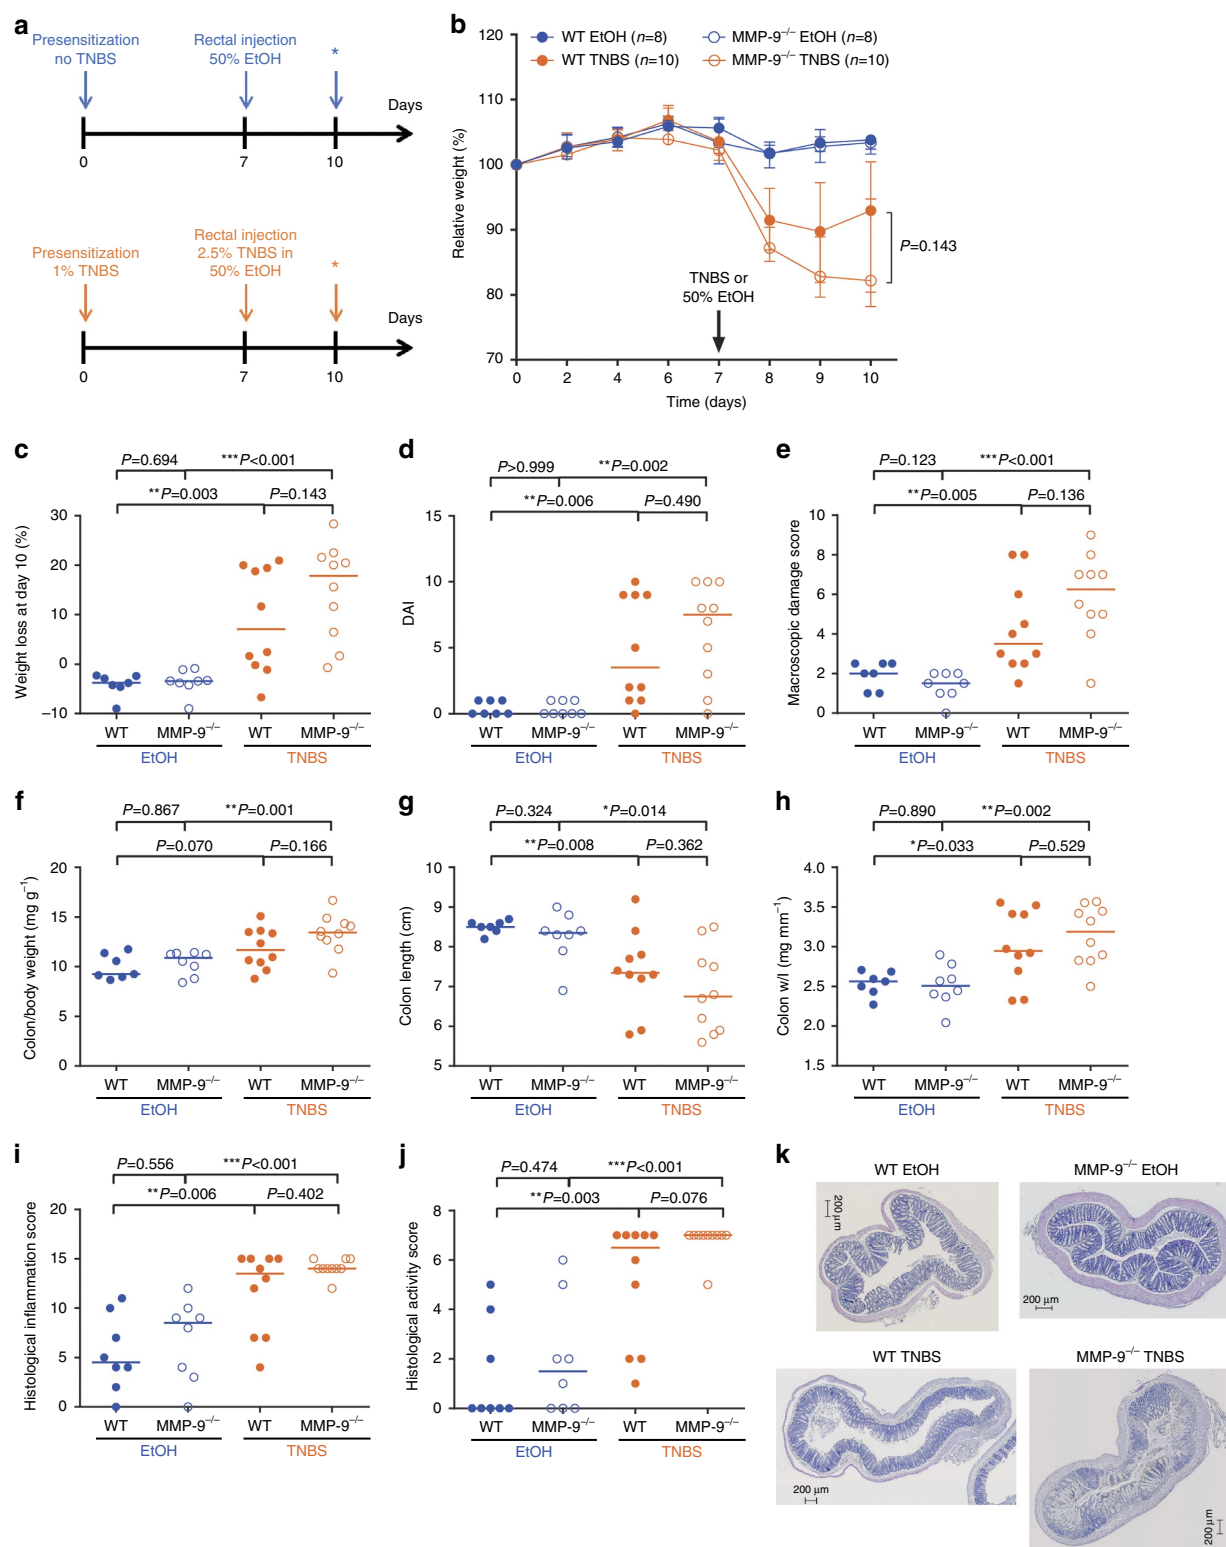 a
Presensitization
no TNBS
Rectal injection
50% EtOH
*
Days
0
7
10
Presensitization
1% TNBS
Rectal injection
2.5% TNBS in
50% EtOH
*
Days
0
7
10
b
WT EtOH (n=8)
MMP-9−/− EtOH (n=8)
WT TNBS (n=10)
MMP-9−/− TNBS (n=10)
Relative weight (%)
120
110
100
90
80
70
TNBS or
50% EtOH
P=0.143
0 2 4 6 7 8 9 10
Time (days)
c
P=0.694
***P<0.001
**P=0.003
P=0.143
Weight loss at day 10 (%)
30
20
10
0
−10
WT MMP-9−/− WT MMP-9−/−
EtOH TNBS
d
P>0.999
**P=0.002
**P=0.006
P=0.490
DAI
15
10
5
0
WT MMP-9−/− WT MMP-9−/−
EtOH TNBS
e
P=0.123
***P<0.001
**P=0.005
P=0.136
Macroscopic damage score
10
8
6
4
2
0
WT MMP-9−/− WT MMP-9−/−
EtOH TNBS
f
P=0.867
**P=0.001
P=0.070
P=0.166
Colon/body weight (mg g−1)
20
15
10
5
0
WT MMP-9−/− WT MMP-9−/−
EtOH TNBS
g
P=0.324
*P=0.014
**P=0.008
P=0.362
Colon length (cm)
10
9
8
7
6
5
WT MMP-9−/− WT MMP-9−/−
EtOH TNBS
h
P=0.890
**P=0.002
*P=0.033
P=0.529
Colon w/l (mg mm−1)
4.0
3.5
3.0
2.5
2.0
1.5
WT MMP-9−/− WT MMP-9−/−
EtOH TNBS
i
P=0.556
***P<0.001
**P=0.006
P=0.402
Histological inflammation score
20
15
10
5
0
WT MMP-9−/− WT MMP-9−/−
EtOH TNBS
j
P=0.474
***P<0.001
**P=0.003
P=0.076
Histological activity score
8
6
4
2
0
WT MMP-9−/− WT MMP-9−/−
EtOH TNBS
k
WT EtOH
200 µm
MMP-9−/− EtOH
200 µm
WT TNBS
200 µm
MMP-9−/− TNBS
200 µm